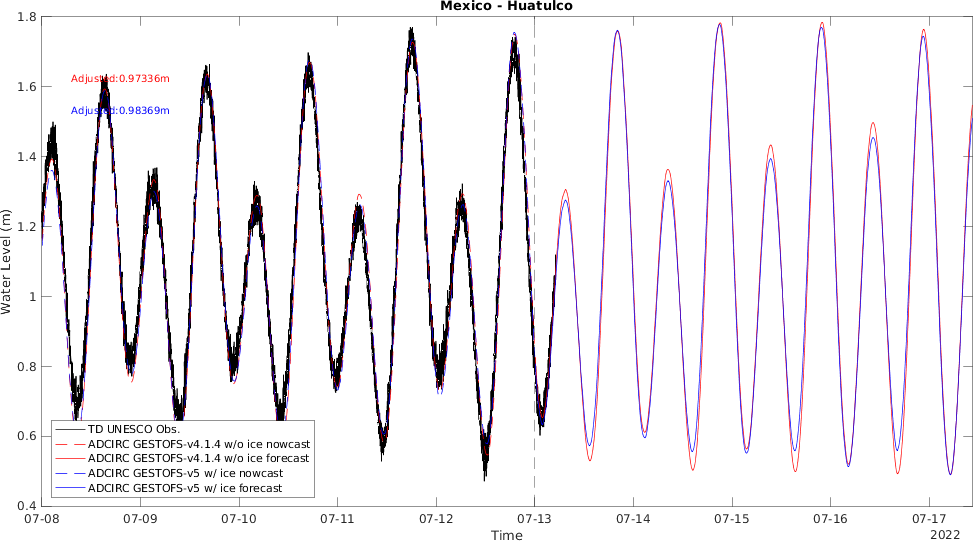 Mexico - Huatulco
Water Level (m)
1.8
1.6
1.4
1.2
1
0.8
0.6
0.4
Adjusted:0.97336m
Adjusted:0.98369m
TD UNESCO Obs.
ADCIRC GESTOFS-v4.1.4 w/o ice nowcast
ADCIRC GESTOFS-v4.1.4 w/o ice forecast
ADCIRC GESTOFS-v5 w/ ice nowcast
ADCIRC GESTOFS-v5 w/ ice forecast
07-08 07-09 07-10 07-11 07-12 07-13 07-14 07-15 07-16 07-17
Time
2022